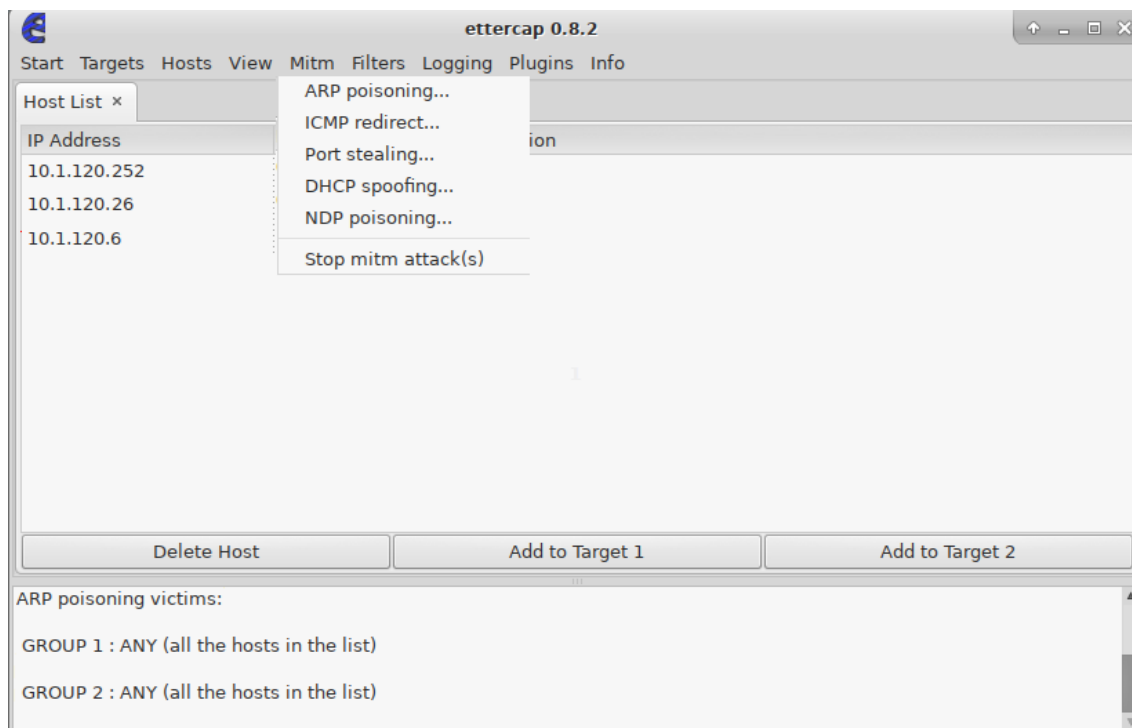 ettercap 0.8.2
Start Targets Hosts View Mitm Filters Logging Plugins Info
Host List ×
ARP poisoning...
ICMP redirect...
Port stealing...
DHCP spoofing...
NDP poisoning...
Stop mitm attack(s)
IP Address
ion
10.1.120.252
10.1.120.26
10.1.120.6
1
Delete Host Add to Target 1 Add to Target 2
ARP poisoning victims:
GROUP 1 : ANY (all the hosts in the list)
GROUP 2 : ANY (all the hosts in the list)